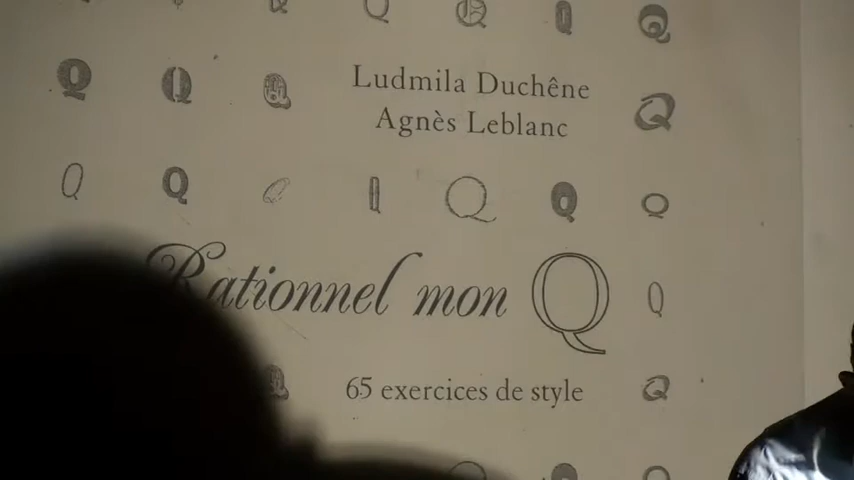 Q Q Q Q Q
Ludmila Duchêne
Q Q Q Q
Agnès Leblanc
Q Q Q Q Q Q
Rationnel mon Q
Q
65 exercices de style
Q Q